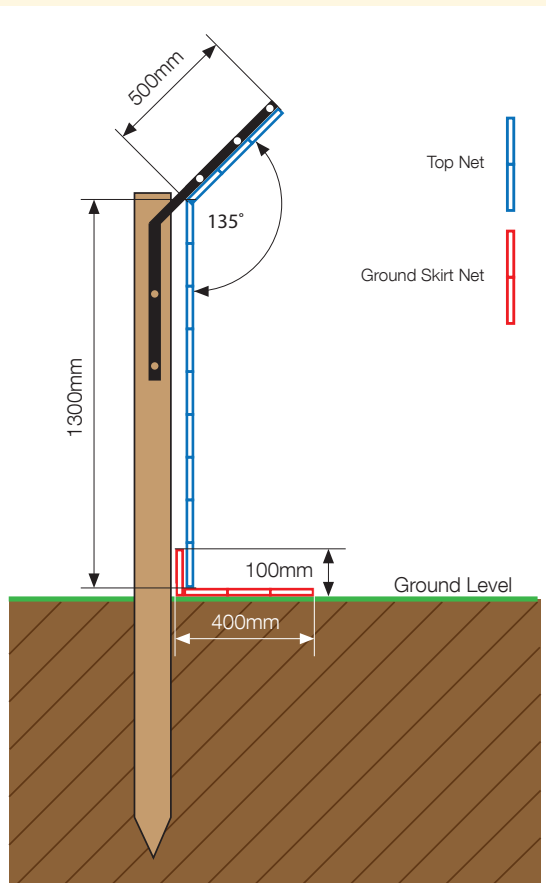 500mm
135°
Top Net
Ground Skirt Net
1300mm
100mm
Ground Level
400mm